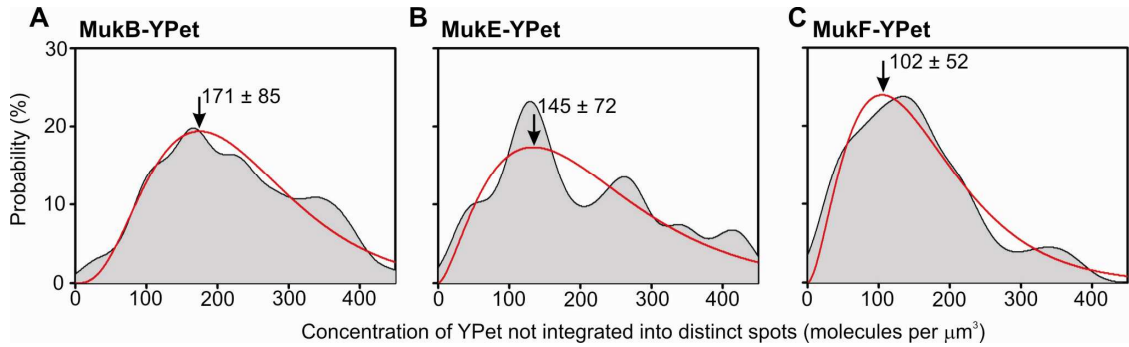 A MukB-YPet
B MukE-YPet
C MukF-YPet
Probability (%)
30
20
10
0
171 ± 85
145 ± 72
102 ± 52
0 100 200 300 400
0 100 200 300 400
0 100 200 300 400
Concentration of YPet not integrated into distinct spots (molecules per μm³)